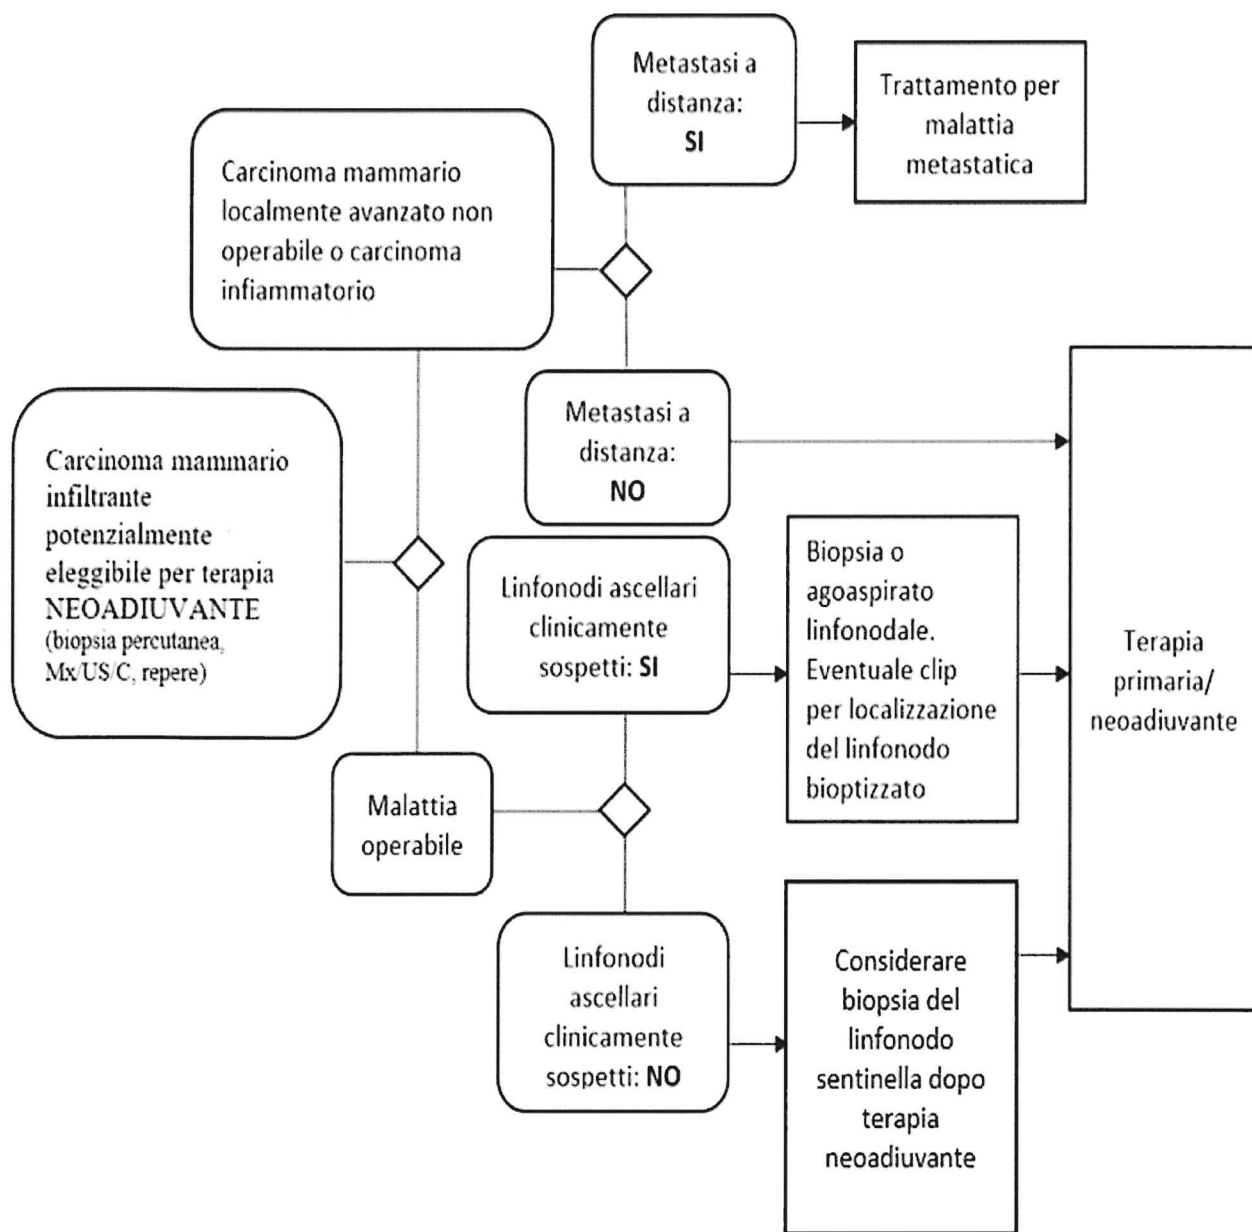 Metastasi a
distanza:
SI
Trattamento per
malattia
metastatica
Carcinoma mammario
localmente avanzato non
operabile o carcinoma
infiammatorio
Metastasi a
distanza:
NO
Carcinoma mammario
infiltrante
potenzialmente
eleggibile per terapia
NEOADIUVANTE
(biopsia percutanea,
Mx/US/C, repere)
Linfonodi ascellari
clinicamente
sospetti: SI
Biopsia o
agoaspirato
linfonodale.
Eventuale clip
per localizzazione
del linfonodo
bioptizzato
Terapia
primaria/
neoadiuvante
Malattia
operabile
Linfonodi
ascellari
clinicamente
sospetti: NO
Considerare
biopsia del
linfonodo
sentinella dopo
terapia
neoadiuvante